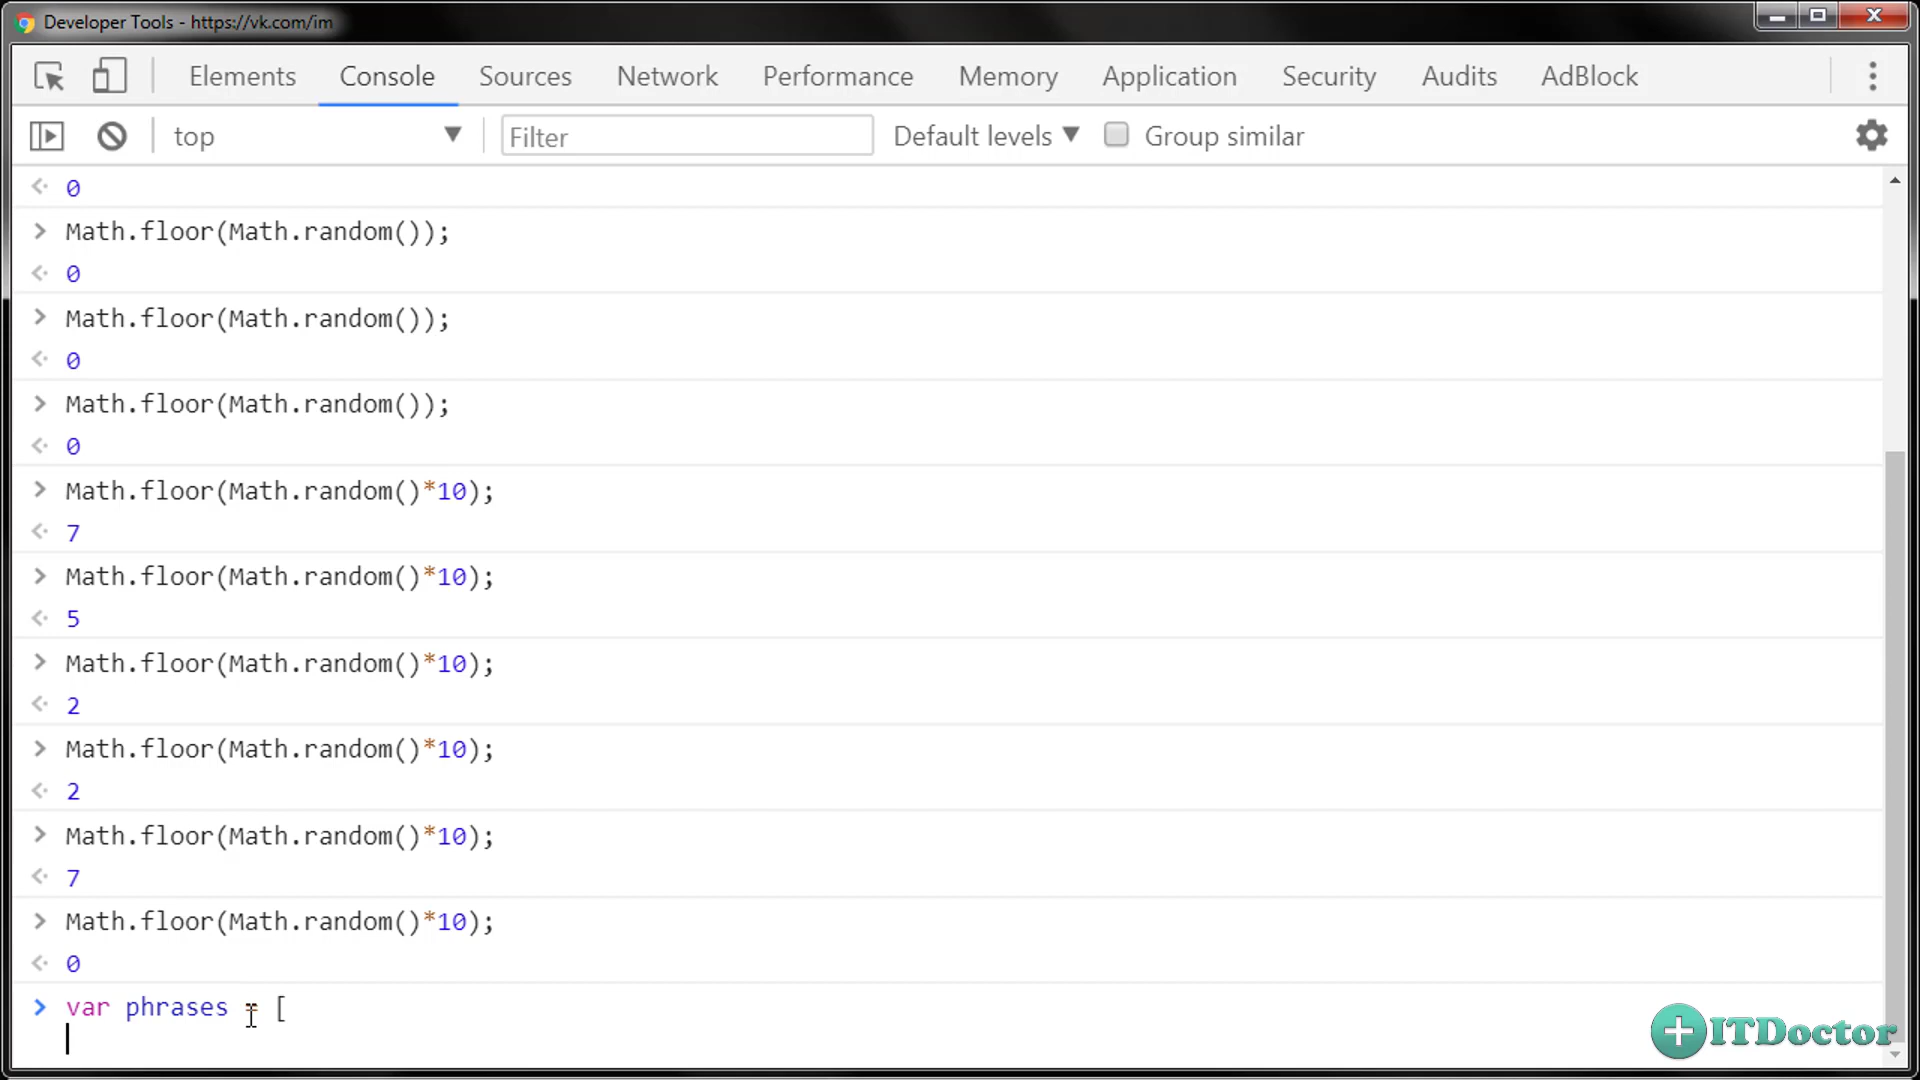 Developer Tools - https://vk.com/im
Elements Console Sources Network Performance Memory Application Security Audits AdBlock
top Filter Default levels Group similar
0
Math.floor(Math.random());
0
Math.floor(Math.random());
0
Math.floor(Math.random());
0
Math.floor(Math.random()*10);
7
Math.floor(Math.random()*10);
5
Math.floor(Math.random()*10);
2
Math.floor(Math.random()*10);
2
Math.floor(Math.random()*10);
7
Math.floor(Math.random()*10);
0
var phrases = [
ITDoctor